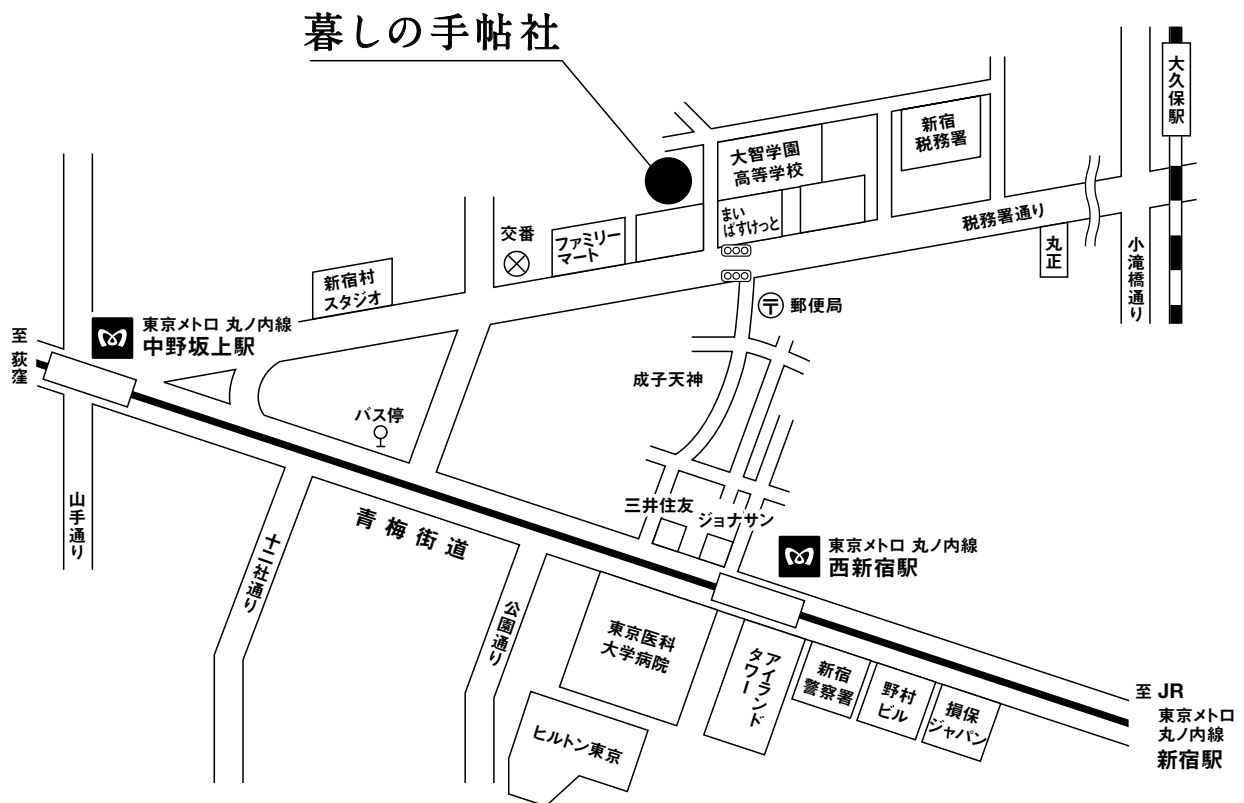 暮しの手帖社
大久保駅
新宿
税務署
大智学園
高等学校
まい
ばすけっと
税務署通り
丸正
小滝橋通り
交番
ファミリー
マート
新宿村
スタジオ
郵便局
東京メトロ 丸ノ内線
中野坂上駅
至
荻窪
成子天神
バス停
山手通り
三井住友
ジョナサン
青梅街道
十二社通り
東京メトロ 丸ノ内線
西新宿駅
公園通り
東京医科
大学病院
アイランド
タワー
新宿
警察署
野村
ビル
損保
ジャパン
ヒルトン東京
至 JR
東京メトロ
丸ノ内線
新宿駅